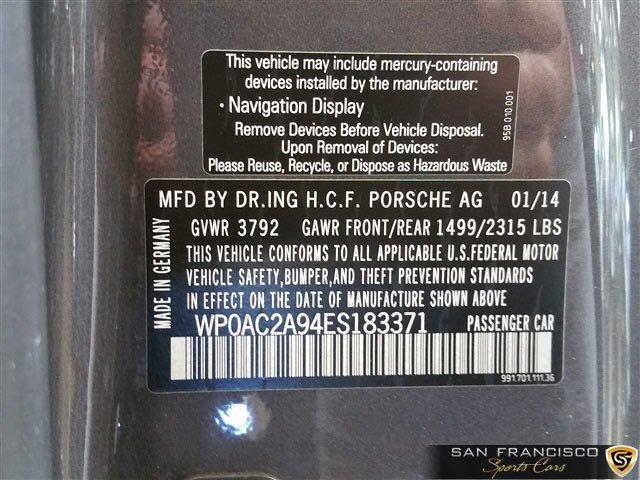 This vehicle may include mercury-containing
devices installed by the manufacturer:
• Navigation Display
Remove Devices Before Vehicle Disposal.
Upon Removal of Devices:
Please Reuse, Recycle, or Dispose as Hazardous Waste
95B.010.001
MFD BY DR.ING H.C.F. PORSCHE AG 01/14
GVWR 3792 GAWR FRONT/REAR 1499/2315 LBS
THIS VEHICLE CONFORMS TO ALL APPLICABLE U.S.FEDERAL MOTOR
VEHICLE SAFETY,BUMPER,AND THEFT PREVENTION STANDARDS
IN EFFECT ON THE DATE OF MANUFACTURE SHOWN ABOVE
WP0AC2A94ES183371 PASSENGER CAR
MADE IN GERMANY
991.701.111.36
SAN FRANCISCO
Sports Cars